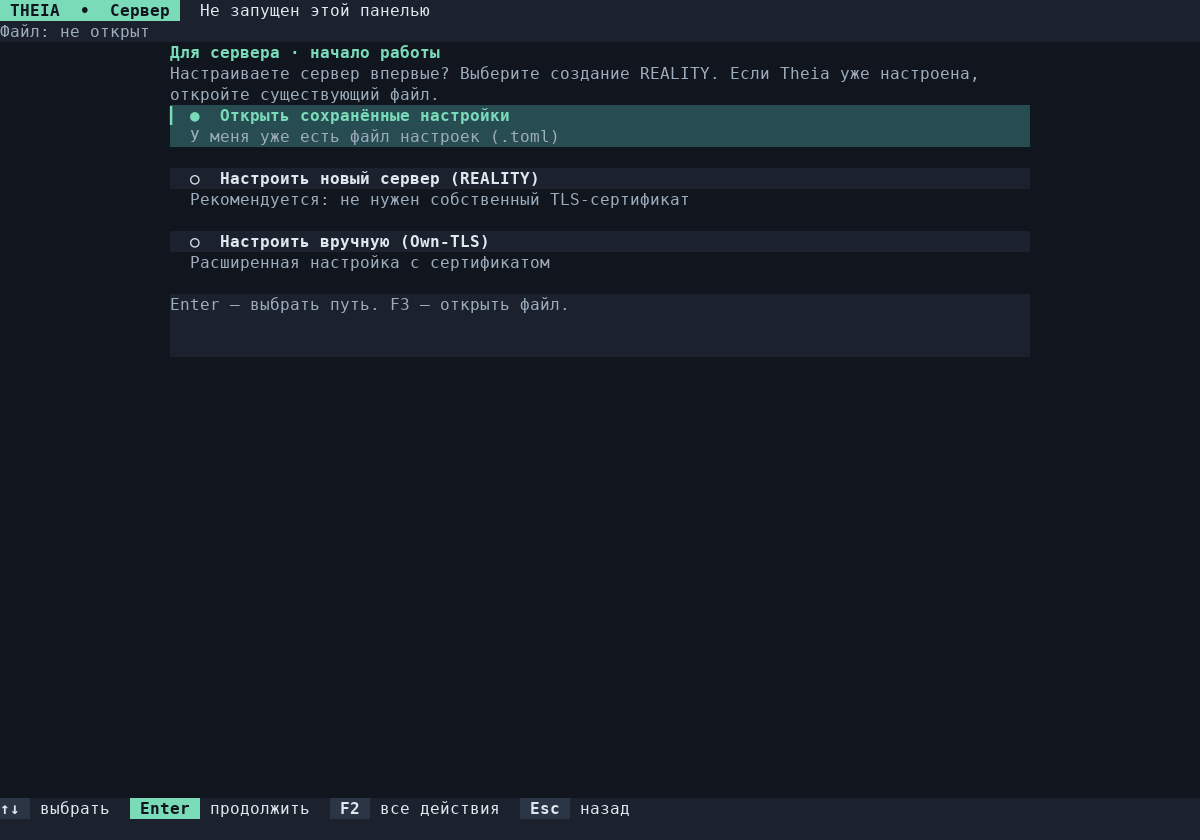 THEIA • Сервер Не запущен этой панелью
Файл: не открыт
Для сервера · начало работы
Настраиваете сервер впервые? Выберите создание REALITY. Если Theia уже настроена,
откройте существующий файл.
● Открыть сохранённые настройки
У меня уже есть файл настроек (.toml)
○ Настроить новый сервер (REALITY)
Рекомендуется: не нужен собственный TLS-сертификат
○ Настроить вручную (Own-TLS)
Расширенная настройка с сертификатом
Enter — выбрать путь. F3 — открыть файл.
↑↓ выбрать Enter продолжить F2 все действия Esc назад